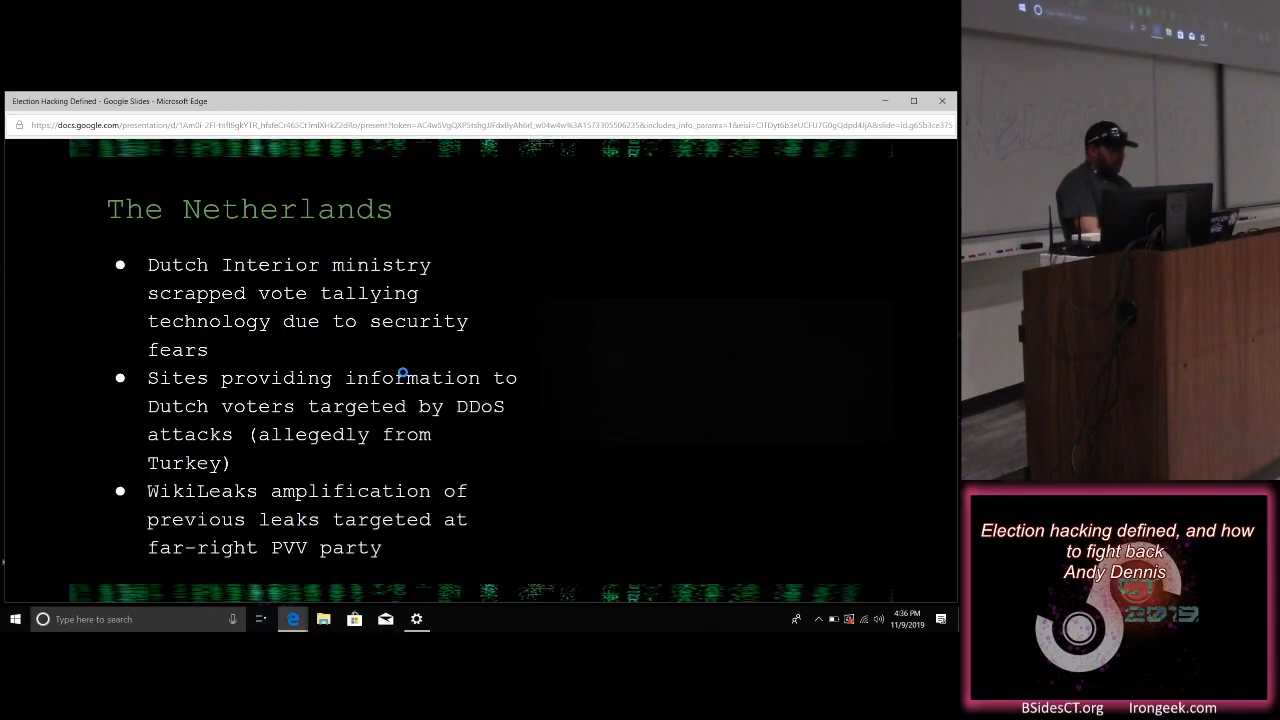 Election Hacking Defined - Google Slides - Microsoft Edge
The Netherlands
● Dutch Interior ministry
scrapped vote tallying
technology due to security
fears
● Sites providing information to
Dutch voters targeted by DDoS
attacks (allegedly from
Turkey)
● WikiLeaks amplification of
previous leaks targeted at
far-right PVV party
Type here to search
4:36 PM
11/9/2019
Election hacking defined, and how
to fight back
Andy Dennis
CT
2019
BSidesCT.org Irongeek.com